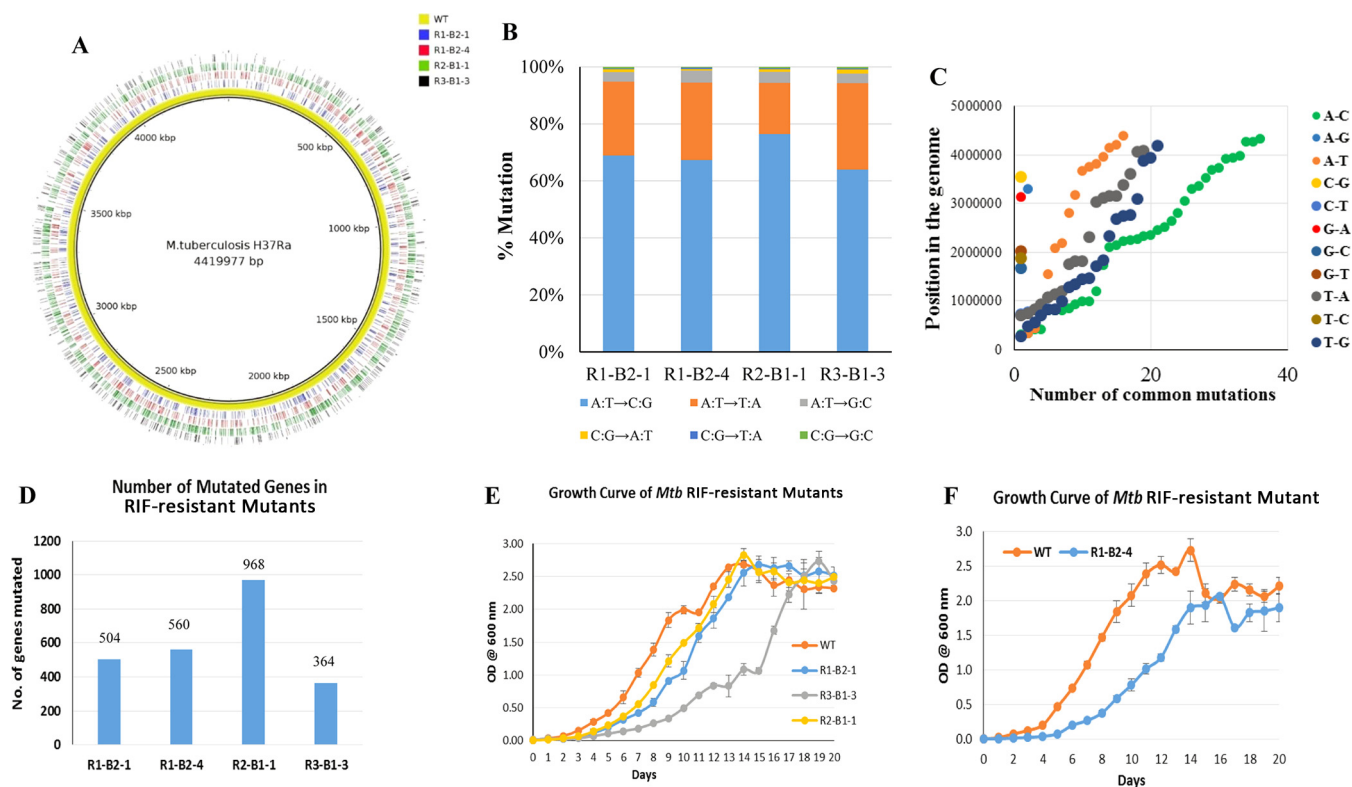 A
WT
R1-B2-1
R1-B2-4
R2-B1-1
R3-B1-3
4000 kbp
500
3500 kbp
1000 kbp
M.tuberculosis H37Ra
4419977 bp
3000 kbp
1500 kbp
2500 kbp
2000 kbp
B
100%
80%
60%
40%
20%
0%
% Mutation
R1-B2-1 R1-B2-4 R2-B1-1 R3-B1-3
A:T→C:G A:T→T:A A:T→G:C
C:G→A:T C:G→T:A C:G→G:C
C
5000000
4000000
3000000
2000000
1000000
0
Position in the genome
0 20 40
Number of common mutations
A-C
A-G
A-T
C-G
C-T
G-A
G-C
G-T
T-A
T-C
T-G
D
Number of Mutated Genes in
RIF-resistant Mutants
1200
1000
800
600
400
200
0
No. of genes mutated
504
560
968
364
R1-B2-1 R1-B2-4 R2-B1-1 R3-B1-3
E
Growth Curve of Mtb RIF-resistant Mutants
3.00
2.50
2.00
1.50
1.00
0.50
0.00
OD @ 600 nm
WT
R1-B2-1
R3-B1-3
R2-B1-1
0 1 2 3 4 5 6 7 8 9 10 11 12 13 14 15 16 17 18 19 20
Days
F
Growth Curve of Mtb RIF-resistant Mutant
WT R1-B2-4
3.0
2.5
2.0
1.5
1.0
0.5
0.0
OD @ 600 nm
0 2 4 6 8 10 12 14 16 18 20
Days